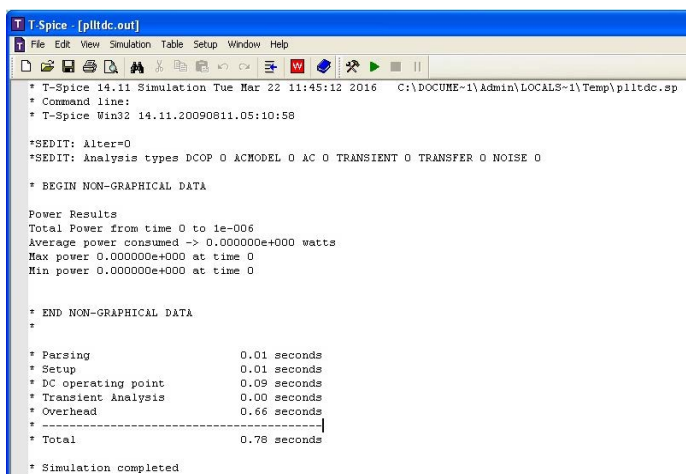 T-Spice - [plltdc.out]
File Edit View Simulation Table Setup Window Help
* T-Spice 14.11 Simulation Tue Mar 22 11:45:12 2016 C:\DOCUME~1\Admin\LOCALS~1\Temp\plltdc.sp
* Command line:
* T-Spice Win32 14.11.20090811.05:10:58
*SEDIT: Alter=0
*SEDIT: Analysis types DCOP 0 ACMODEL 0 AC 0 TRANSIENT 0 TRANSFER 0 NOISE 0
* BEGIN NON-GRAPHICAL DATA
Power Results
Total Power from time 0 to 1e-006
Average power consumed -> 0.000000e+000 watts
Max power 0.000000e+000 at time 0
Min power 0.000000e+000 at time 0
* END NON-GRAPHICAL DATA
*
* Parsing 0.01 seconds
* Setup 0.01 seconds
* DC operating point 0.09 seconds
* Transient Analysis 0.00 seconds
* Overhead 0.66 seconds
* -----------------------------------------
* Total 0.78 seconds
* Simulation completed